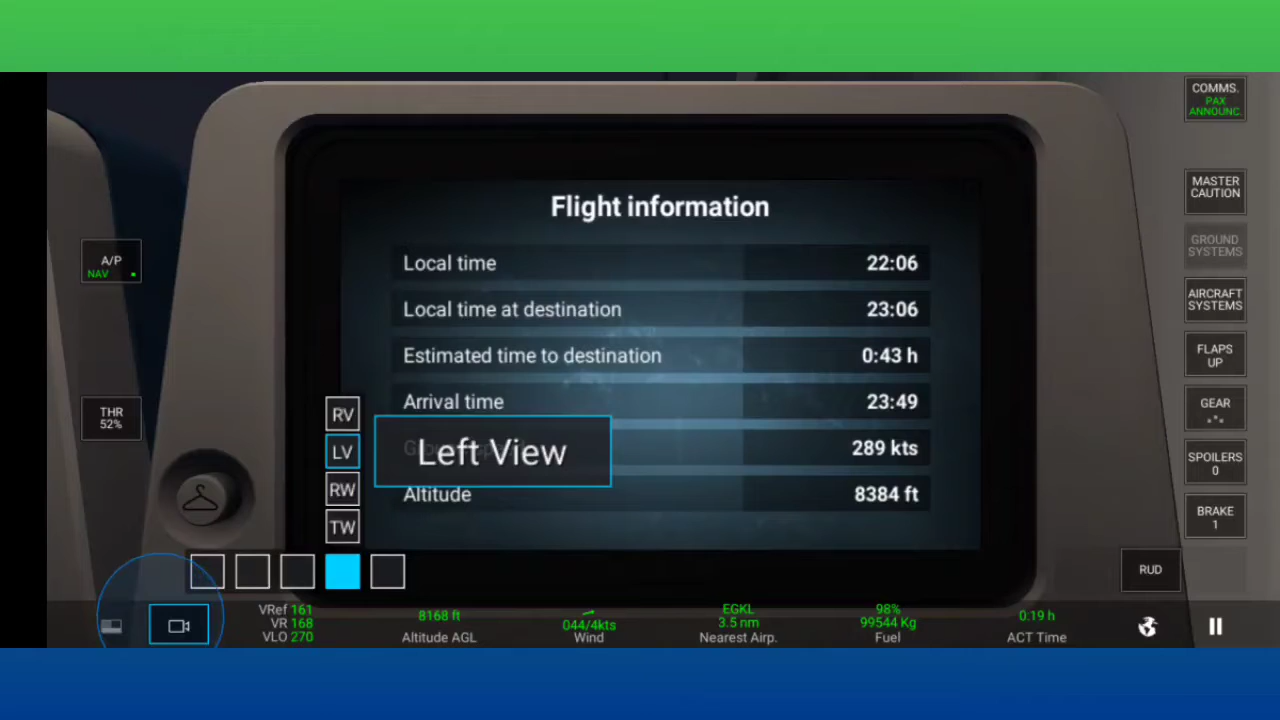 COMMS.
PAX
ANNOUNC.
MASTER
CAUTION
GROUND
SYSTEMS
AIRCRAFT
SYSTEMS
FLAPS
UP
GEAR
SPOILERS
0
BRAKE
1
RUD
A/P
NAV
THR
52%
Flight information
Local time 22:06
Local time at destination 23:06
Estimated time to destination 0:43 h
Arrival time 23:49
289 kts
Altitude 8384 ft
RV
LV Left View
RW
TW
VRef 161
VR 168
VLO 270
8168 ft
Altitude AGL
044/4kts
Wind
EGKL
3.5 nm
Nearest Airp.
98%
99544 Kg
Fuel
0:19 h
ACT Time